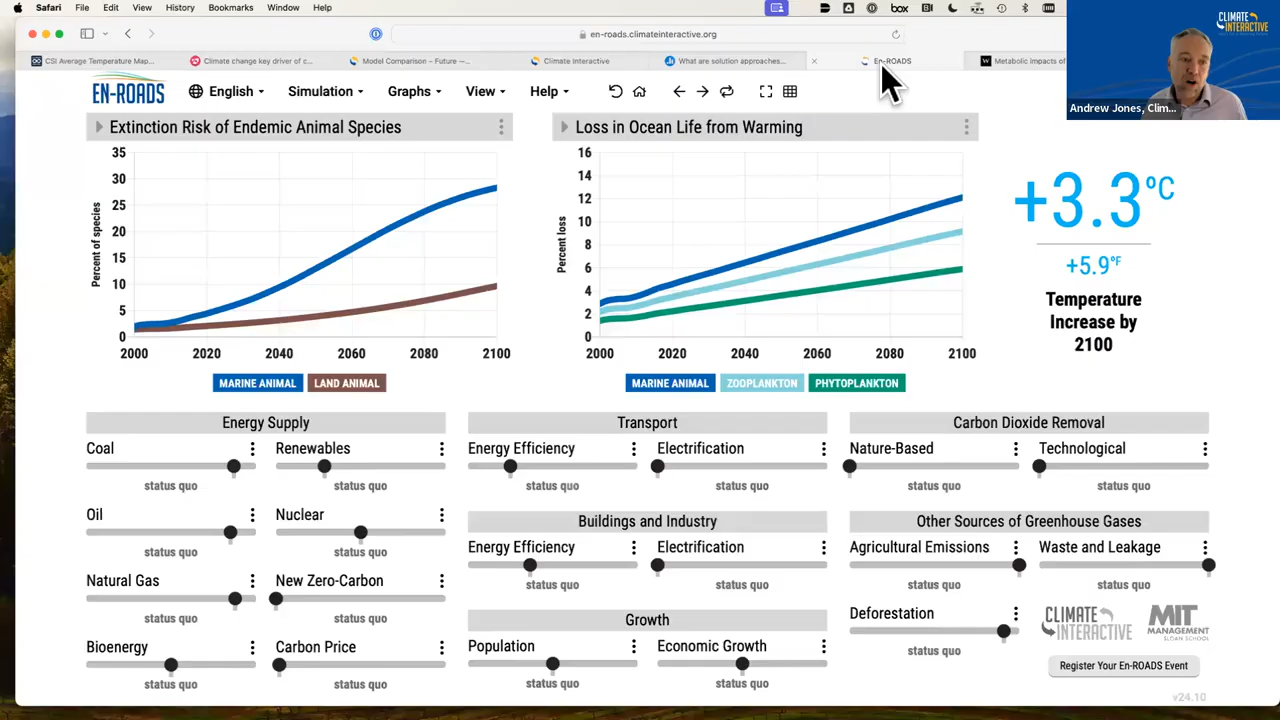 Safari File Edit View History Bookmarks Window Help box
en-roads.climateinteractive.org
CSI Average Temperature Map... Climate change key driver of c... Model Comparison – Future –... Climate Interactive What are solution approaches... En-ROADS Metabolic impacts of
CLIMATE INTERACTIVE
Andrew Jones, Clim...
EN-ROADS English Simulation Graphs View Help
Extinction Risk of Endemic Animal Species
Percent of species
35
30
25
20
15
10
5
0
2000 2020 2040 2060 2080 2100
MARINE ANIMAL LAND ANIMAL
Loss in Ocean Life from Warming
Percent loss
16
14
12
10
8
6
4
2
0
2000 2020 2040 2060 2080 2100
MARINE ANIMAL ZOOPLANKTON PHYTOPLANKTON
+3.3°C
+5.9°F
Temperature
Increase by
2100
Energy Supply
Coal Renewables
status quo status quo
Oil Nuclear
status quo status quo
Natural Gas New Zero-Carbon
status quo status quo
Bioenergy Carbon Price
status quo status quo
Transport
Energy Efficiency Electrification
status quo status quo
Buildings and Industry
Energy Efficiency Electrification
status quo status quo
Growth
Population Economic Growth
status quo status quo
Carbon Dioxide Removal
Nature-Based Technological
status quo status quo
Other Sources of Greenhouse Gases
Agricultural Emissions Waste and Leakage
status quo status quo
Deforestation
status quo
CLIMATE INTERACTIVE
MIT
MANAGEMENT
SLOAN SCHOOL
Register Your En-ROADS Event
v24.10